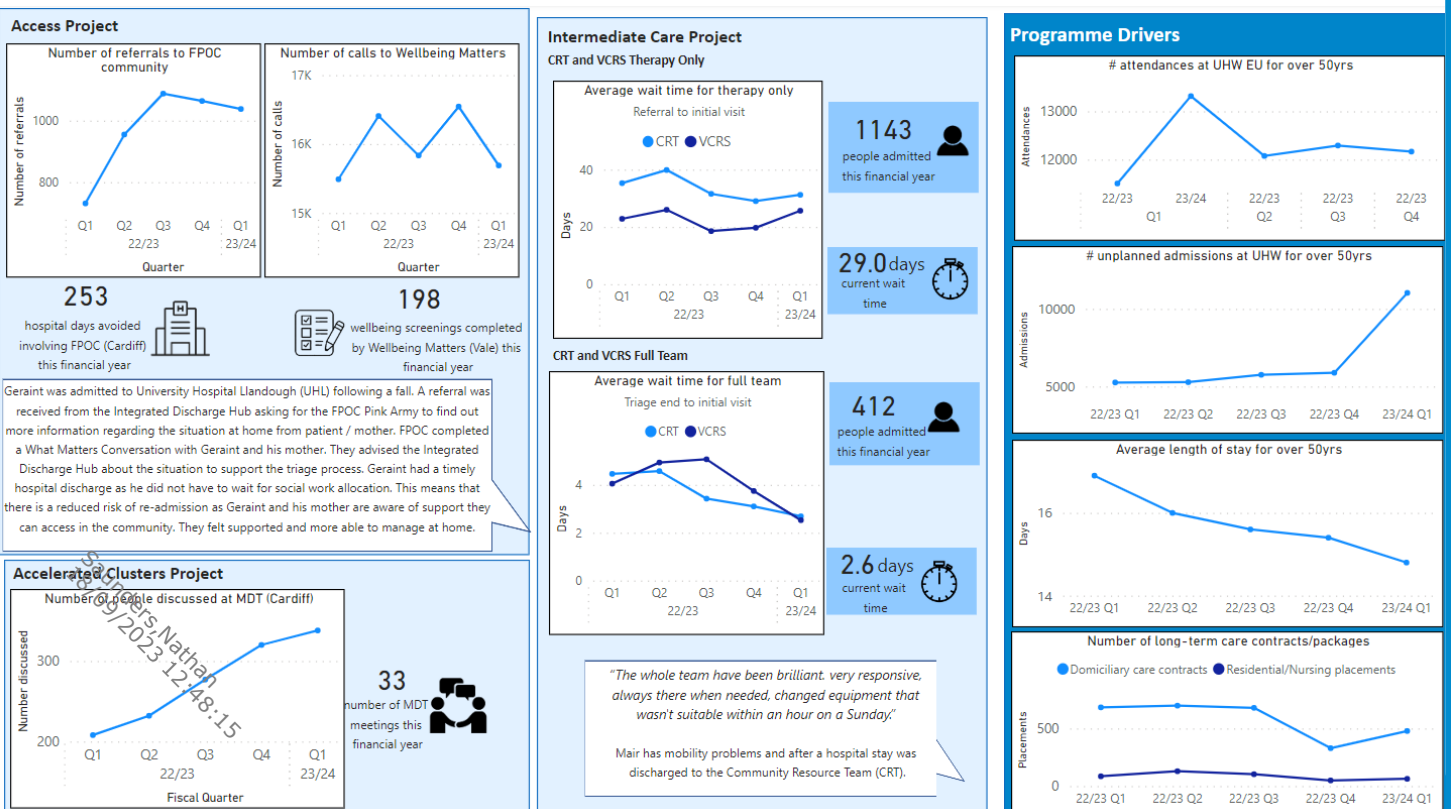 Access Project
Number of referrals to FPOC
community
Number of referrals
1000
800
Q1 Q2 Q3 Q4 Q1
22/23 23/24
Quarter
Number of calls to Wellbeing Matters
Number of calls
17K
16K
15K
Q1 Q2 Q3 Q4 Q1
22/23 23/24
Quarter
253
hospital days avoided
involving FPOC (Cardiff)
this financial year
198
wellbeing screenings completed
by Wellbeing Matters (Vale) this
financial year
Geraint was admitted to University Hospital Llandough (UHL) following a fall. A referral was
received from the Integrated Discharge Hub asking for the FPOC Pink Army to find out
more information regarding the situation at home from patient / mother. FPOC completed
a What Matters Conversation with Geraint and his mother. They advised the Integrated
Discharge Hub about the situation to support the triage process. Geraint had a timely
hospital discharge as he did not have to wait for social work allocation. This means that
there is a reduced risk of re-admission as Geraint and his mother are aware of support they
can access in the community. They felt supported and more able to manage at home.
Accelerated Clusters Project
Number of people discussed at MDT (Cardiff)
Number discussed
300
200
Q1 Q2 Q3 Q4 Q1
22/23 23/24
Fiscal Quarter
Saunders, Nathan
18/09/2023 12:48:15
33
number of MDT
meetings this
financial year
Intermediate Care Project
CRT and VCRS Therapy Only
Average wait time for therapy only
Referral to initial visit
CRT VCRS
Days
40
20
0
Q1 Q2 Q3 Q4 Q1
22/23 23/24
1143
people admitted
this financial year
29.0 days
current wait
time
CRT and VCRS Full Team
Average wait time for full team
Triage end to initial visit
CRT VCRS
Days
4
2
0
Q1 Q2 Q3 Q4 Q1
22/23 23/24
412
people admitted
this financial year
2.6 days
current wait
time
"The whole team have been brilliant. very responsive,
always there when needed, changed equipment that
wasn't suitable within an hour on a Sunday."
Mair has mobility problems and after a hospital stay was
discharged to the Community Resource Team (CRT).
Programme Drivers
# attendances at UHW EU for over 50yrs
Attendances
13000
12000
22/23 23/24 22/23 22/23 22/23
Q1 Q2 Q3 Q4
# unplanned admissions at UHW for over 50yrs
Admissions
10000
5000
22/23 Q1 22/23 Q2 22/23 Q3 22/23 Q4 23/24 Q1
Average length of stay for over 50yrs
Days
16
14
22/23 Q1 22/23 Q2 22/23 Q3 22/23 Q4 23/24 Q1
Number of long-term care contracts/packages
Domiciliary care contracts Residential/Nursing placements
Placements
500
0
22/23 Q1 22/23 Q2 22/23 Q3 22/23 Q4 23/24 Q1